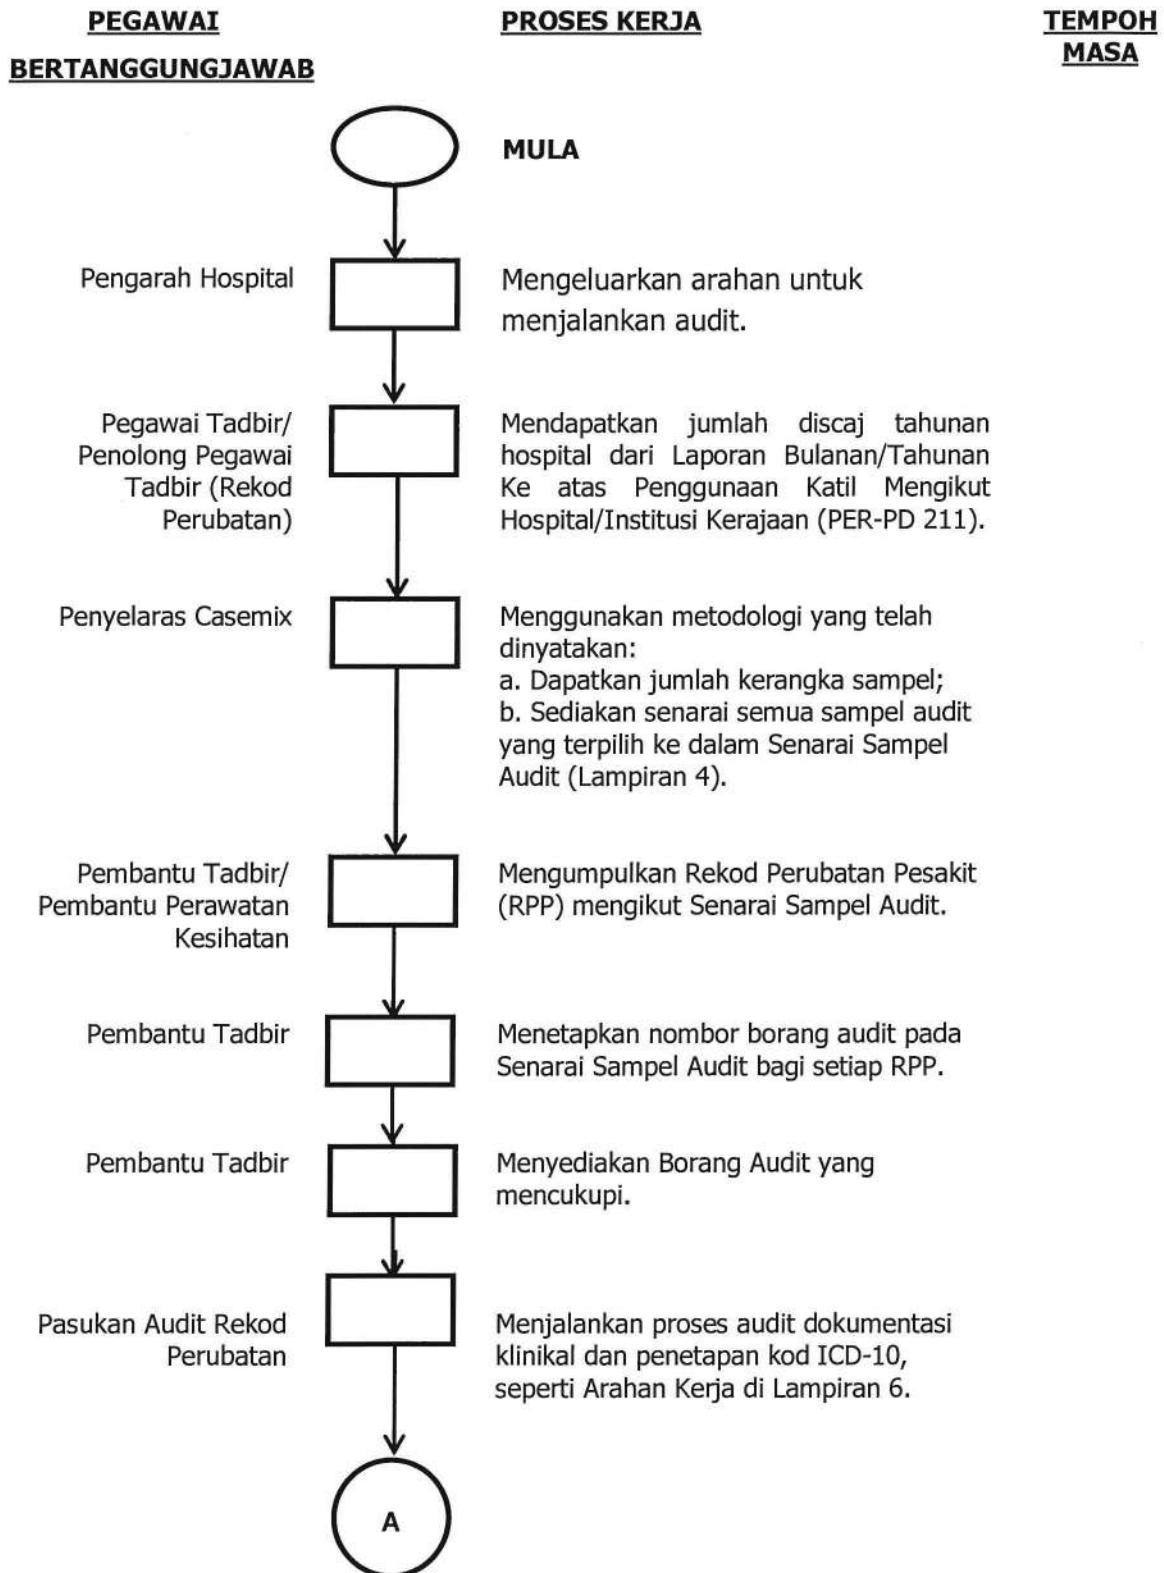 PEGAWAI
BERTANGGUNGJAWAB
PROSES KERJA
TEMPOH
MASA
MULA
Pengarah Hospital
Mengeluarkan arahan untuk
menjalankan audit.
Pegawai Tadbir/
Penolong Pegawai
Tadbir (Rekod
Perubatan)
Mendapatkan jumlah discaj tahunan
hospital dari Laporan Bulanan/Tahunan
Ke atas Penggunaan Katil Mengikut
Hospital/Institusi Kerajaan (PER-PD 211).
Penyelaras Casemix
Menggunakan metodologi yang telah
dinyatakan:
a. Dapatkan jumlah kerangka sampel;
b. Sediakan senarai semua sampel audit
yang terpilih ke dalam Senarai Sampel
Audit (Lampiran 4).
Pembantu Tadbir/
Pembantu Perawatan
Kesihatan
Mengumpulkan Rekod Perubatan Pesakit
(RPP) mengikut Senarai Sampel Audit.
Pembantu Tadbir
Menetapkan nombor borang audit pada
Senarai Sampel Audit bagi setiap RPP.
Pembantu Tadbir
Menyediakan Borang Audit yang
mencukupi.
Pasukan Audit Rekod
Perubatan
Menjalankan proses audit dokumentasi
klinikal dan penetapan kod ICD-10,
seperti Arahan Kerja di Lampiran 6.
A